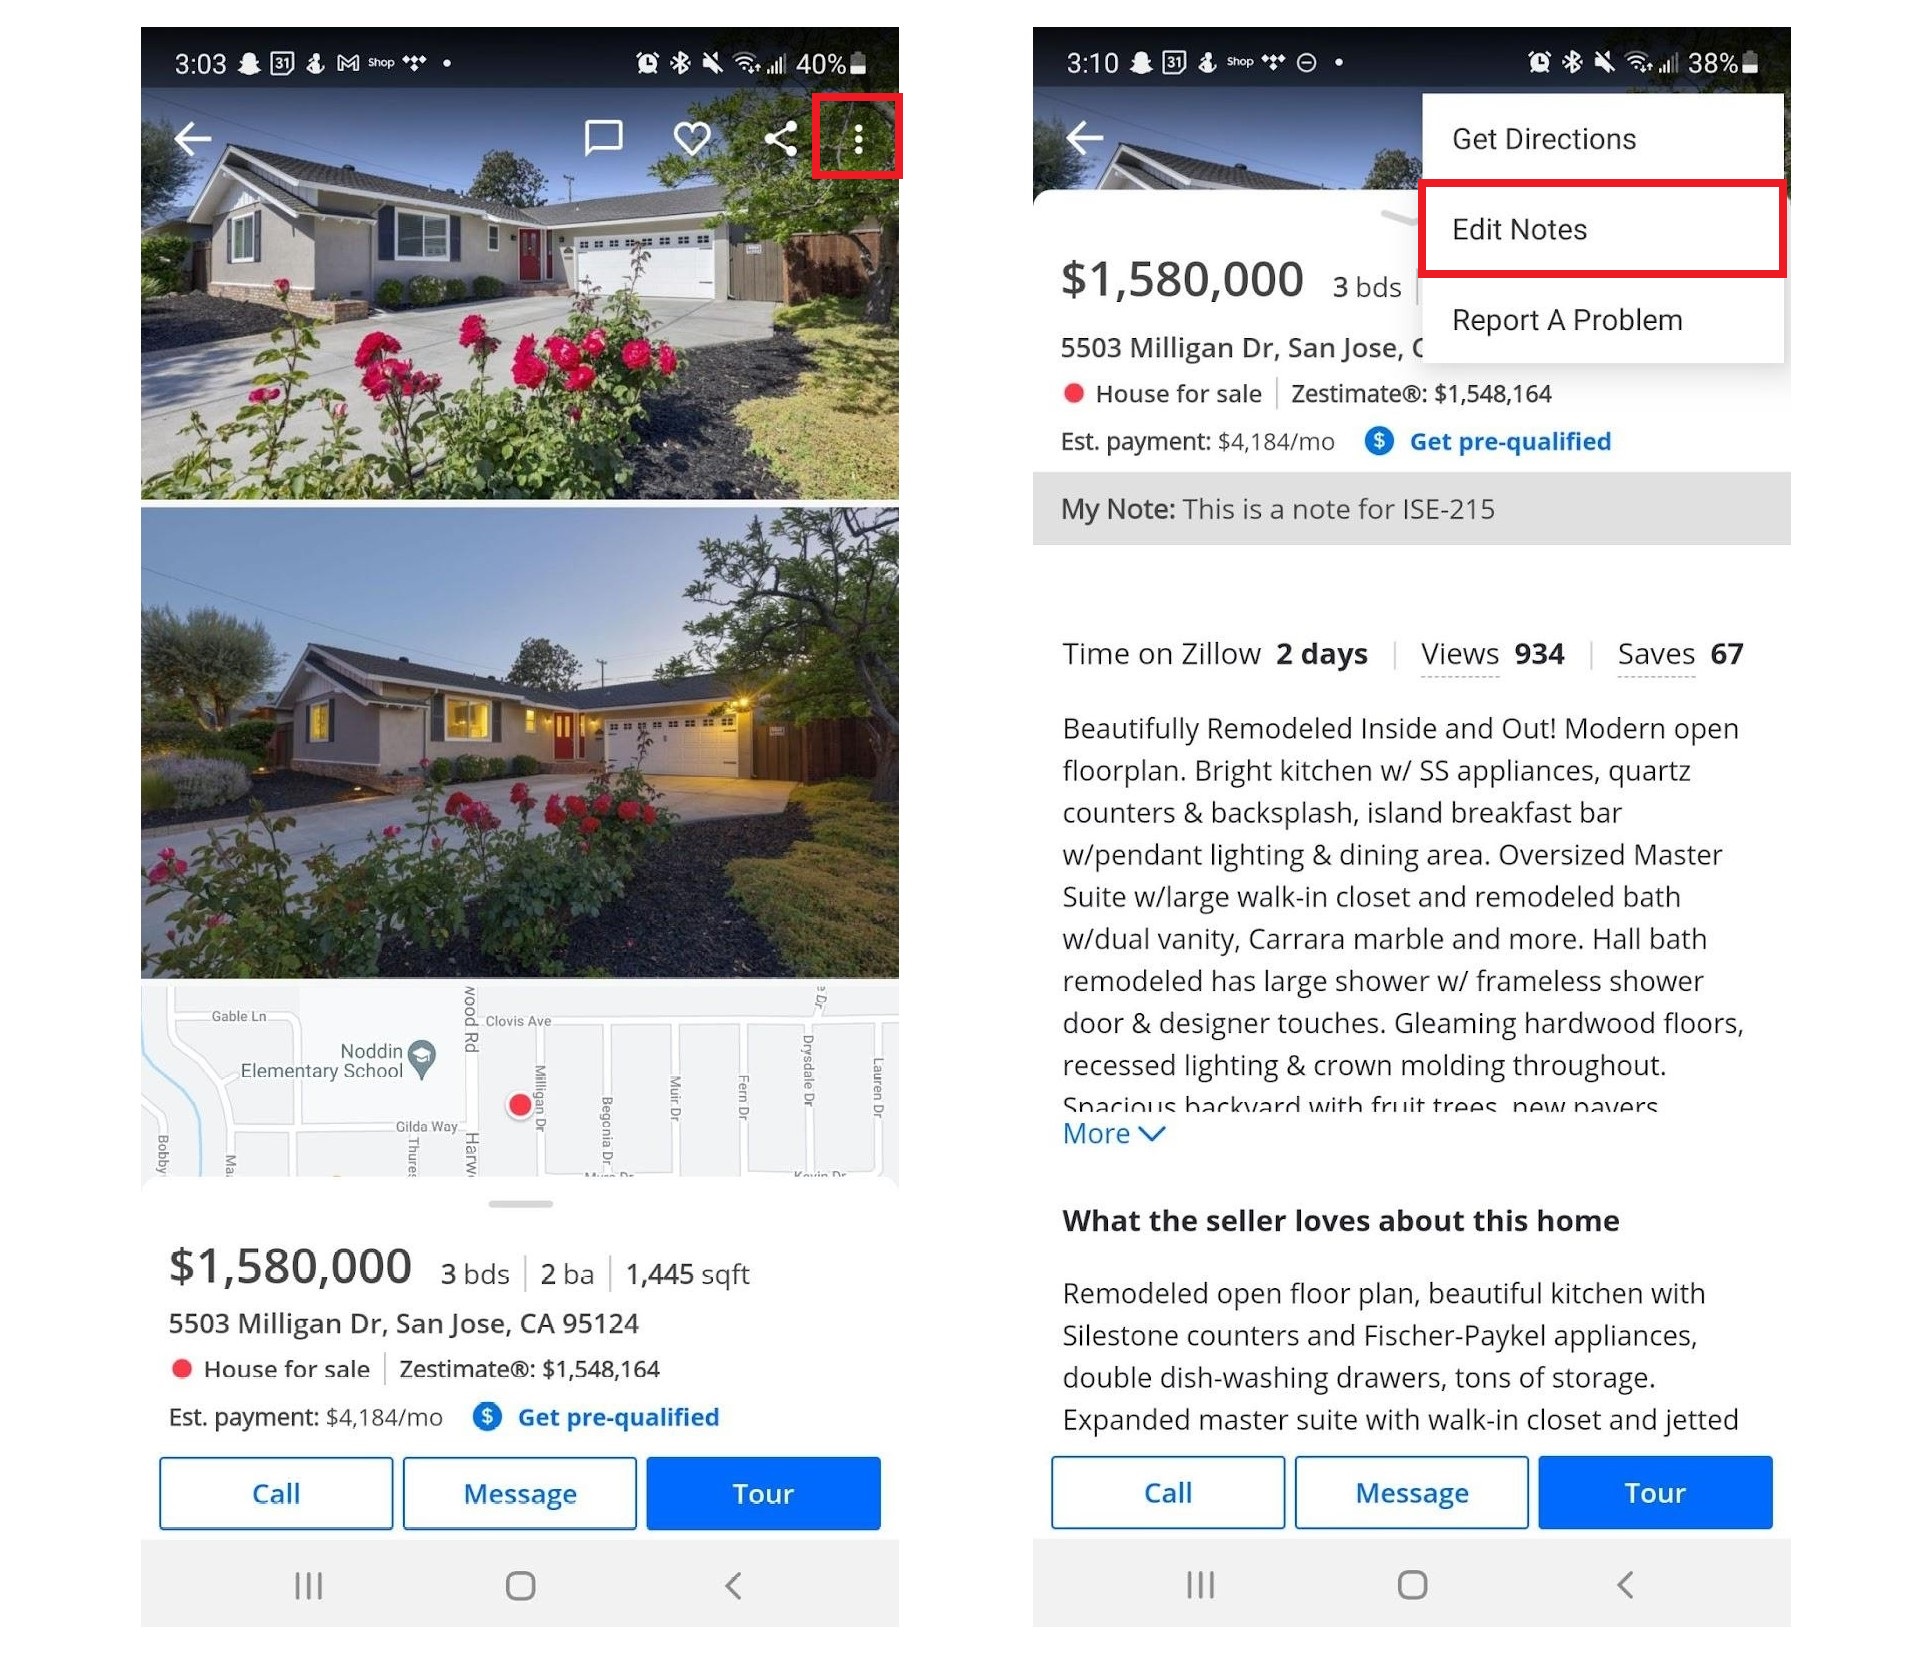 3:03 31 Shop 40%
Gable Ln
wood Rd
Clovis Ave
Noddin
Elementary School
Milligan Dr
Begonia Dr
Muir Dr
Fern Dr
Drysdale Dr
Lauren Dr
Gilda Way
Bobby
Harw
Thures
$1,580,000 3 bds 2 ba 1,445 sqft
5503 Milligan Dr, San Jose, CA 95124
House for sale Zestimate®: $1,548,164
Est. payment: $4,184/mo $ Get pre-qualified
Call Message Tour
3:10 31 Shop 38%
Get Directions
Edit Notes
Report A Problem
$1,580,000 3 bds
5503 Milligan Dr, San Jose, C
House for sale Zestimate®: $1,548,164
Est. payment: $4,184/mo $ Get pre-qualified
My Note: This is a note for ISE-215
Time on Zillow 2 days Views 934 Saves 67
Beautifully Remodeled Inside and Out! Modern open
floorplan. Bright kitchen w/ SS appliances, quartz
counters & backsplash, island breakfast bar
w/pendant lighting & dining area. Oversized Master
Suite w/large walk-in closet and remodeled bath
w/dual vanity, Carrara marble and more. Hall bath
remodeled has large shower w/ frameless shower
door & designer touches. Gleaming hardwood floors,
recessed lighting & crown molding throughout.
Spacious backyard with fruit trees, new pavers
More
What the seller loves about this home
Remodeled open floor plan, beautiful kitchen with
Silestone counters and Fischer-Paykel appliances,
double dish-washing drawers, tons of storage.
Expanded master suite with walk-in closet and jetted
Call Message Tour